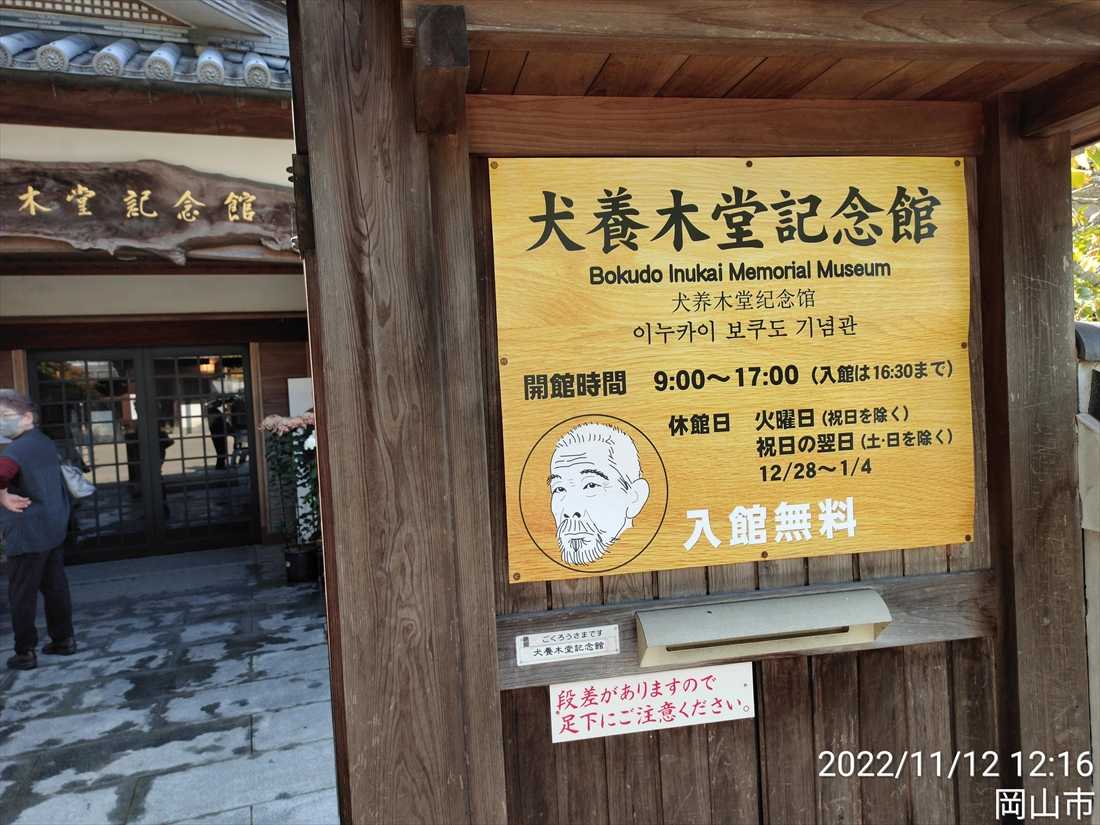 木堂記念館
犬養木堂記念館
Bokudo Inukai Memorial Museum
犬养木堂纪念馆
이누카이 보쿠도 기념관
開館時間 9:00～17:00 (入館は16:30まで)
休館日 火曜日(祝日を除く)
祝日の翌日(土・日を除く)
12/28～1/4
入館無料
ごくろうさまです
犬養木堂記念館
段差がありますので
足下にご注意ください。
2022/11/12 12:16
岡山市